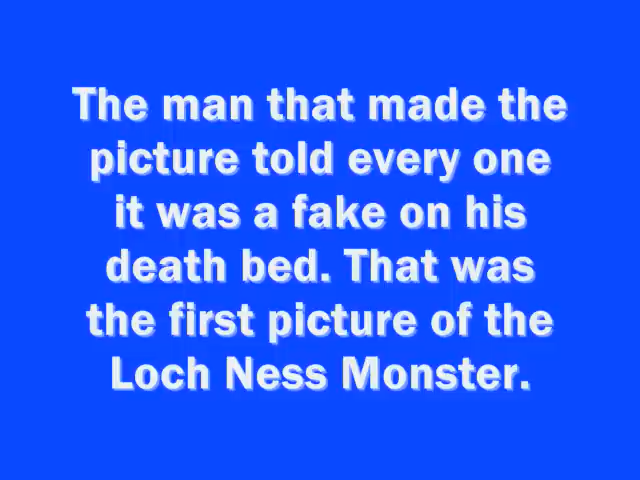 The man that made the
picture told every one
it was a fake on his
death bed. That was
the first picture of the
Loch Ness Monster.